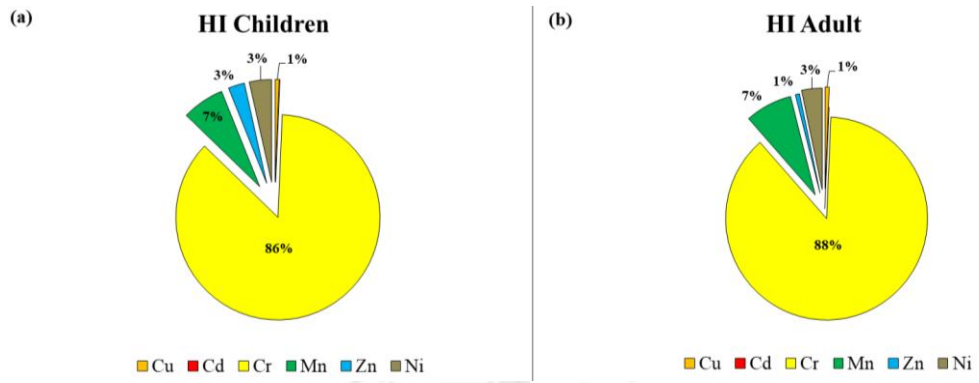 (a)
HI Children
3%
3%
1%
7%
86%
Cu Cd Cr Mn Zn Ni
(b)
HI Adult
7%
1%
3%
1%
88%
Cu Cd Cr Mn Zn Ni